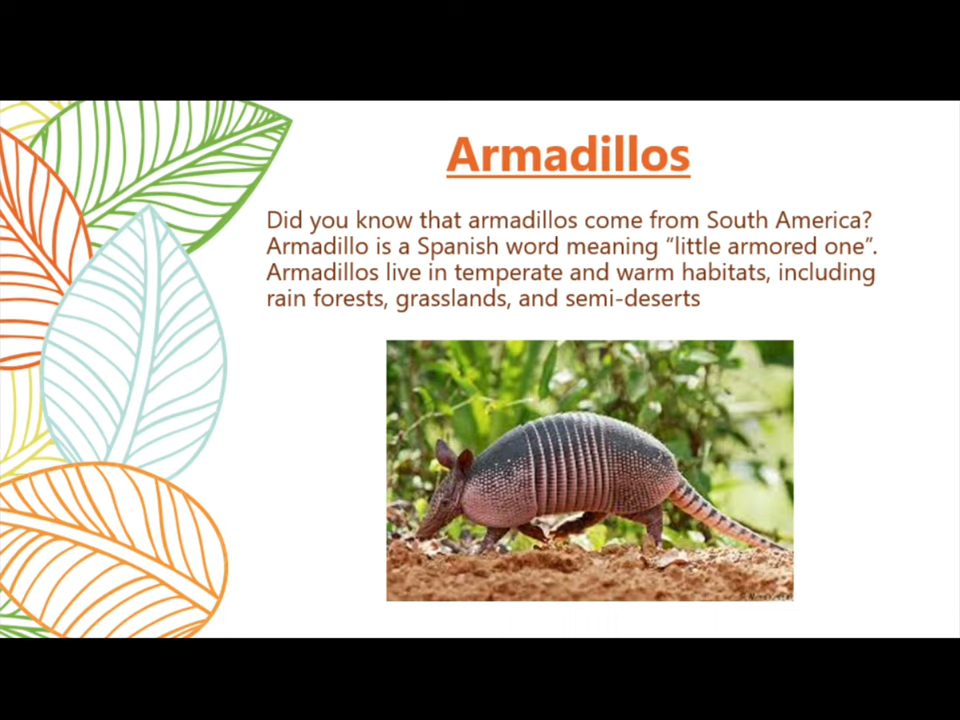 Armadillos
Did you know that armadillos come from South America?
Armadillo is a Spanish word meaning “little armored one”.
Armadillos live in temperate and warm habitats, including
rain forests, grasslands, and semi-deserts